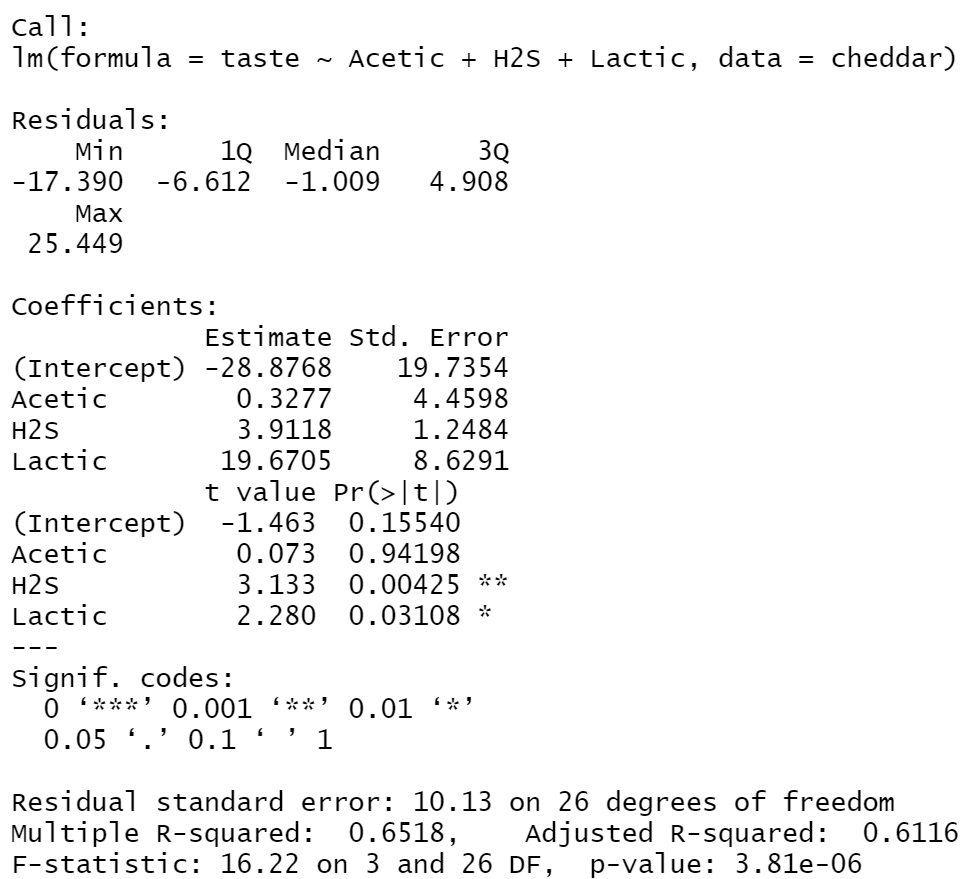 Call:
lm(formula = taste ~ Acetic + H2S + Lactic, data = cheddar)

Residuals:
    Min      1Q  Median      3Q
-17.390  -6.612  -1.009   4.908
    Max
 25.449

Coefficients:
            Estimate Std. Error
(Intercept) -28.8768    19.7354
Acetic        0.3277     4.4598
H2S           3.9118     1.2484
Lactic       19.6705     8.6291
            t value Pr(>|t|)
(Intercept)  -1.463  0.15540
Acetic        0.073  0.94198
H2S           3.133  0.00425 **
Lactic        2.280  0.03108 *
---
Signif. codes:
  0 ‘***’ 0.001 ‘**’ 0.01 ‘*’
  0.05 ‘.’ 0.1 ‘ ’ 1

Residual standard error: 10.13 on 26 degrees of freedom
Multiple R-squared:  0.6518,    Adjusted R-squared:  0.6116
F-statistic: 16.22 on 3 and 26 DF,  p-value: 3.81e-06